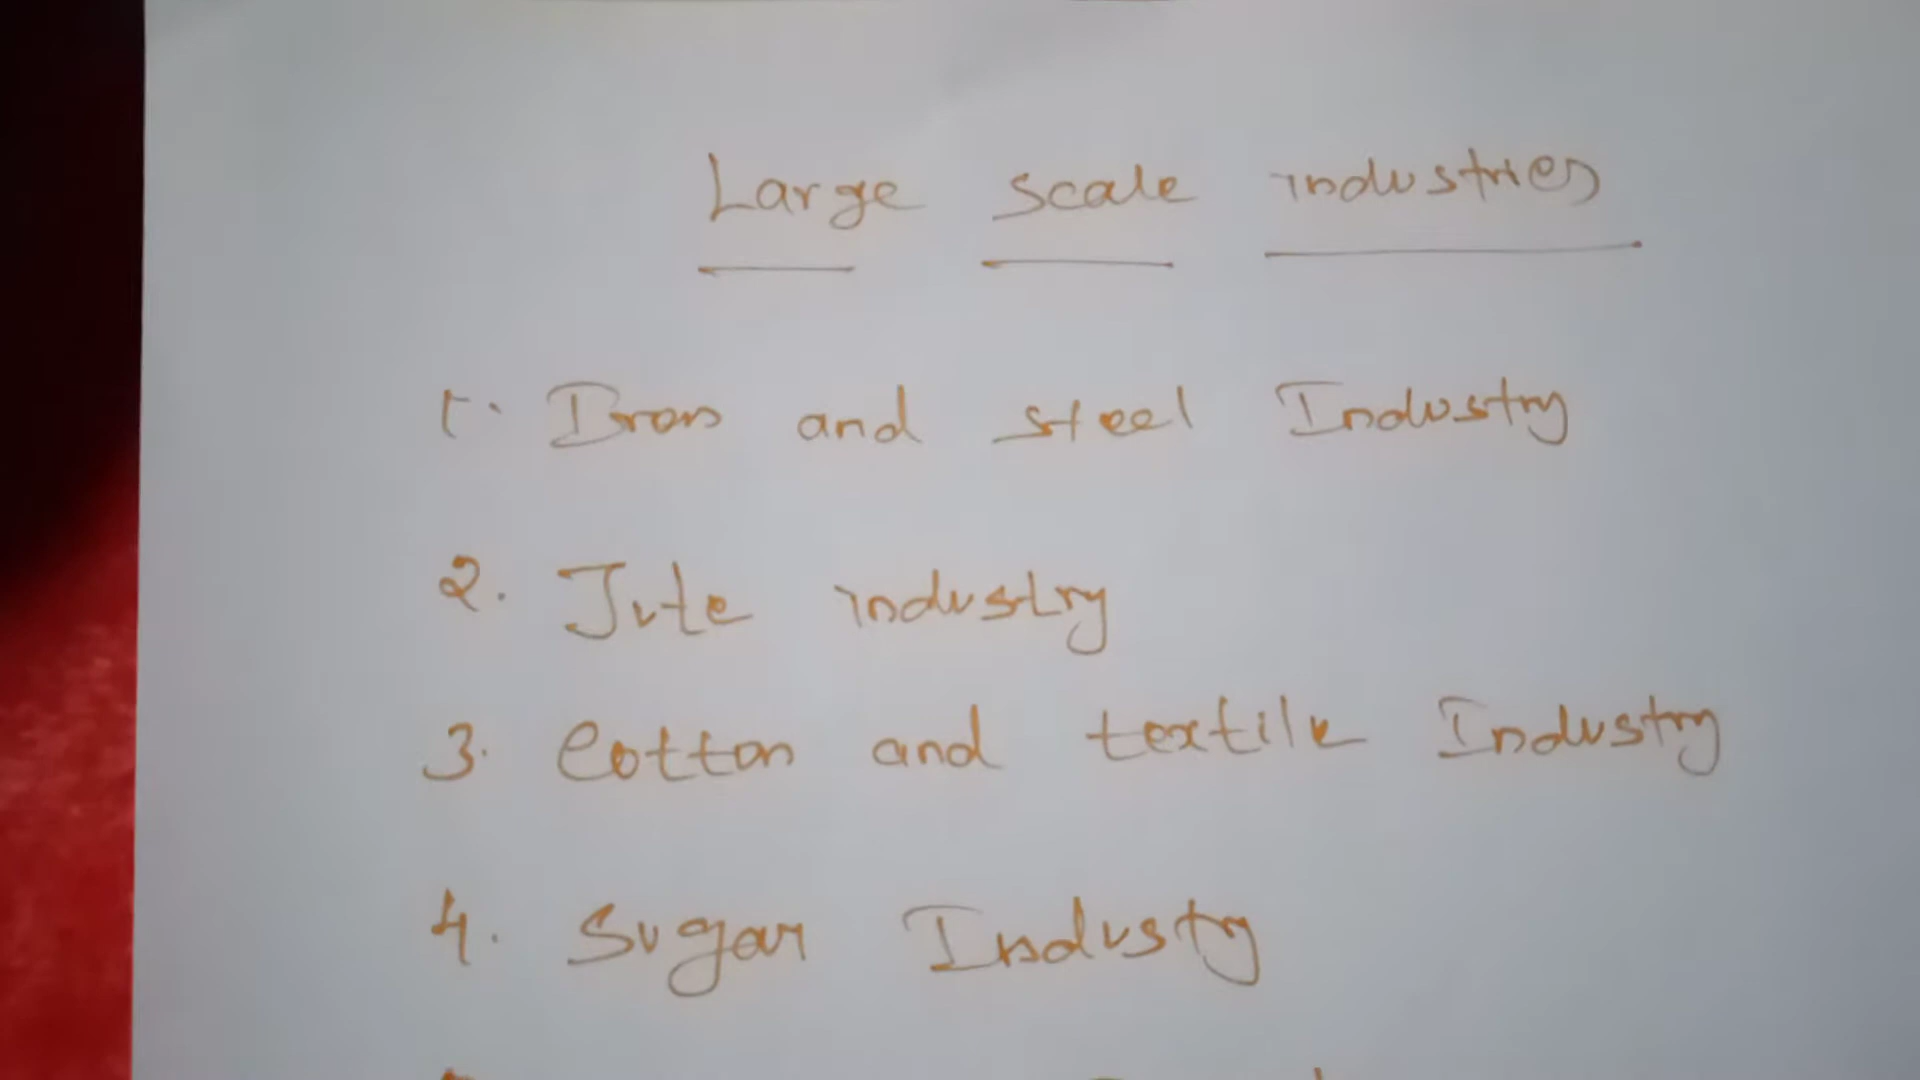 Large scale industries
1. Iron and steel Industry
2. Jute industry
3. Cotton and textile Industry
4. Sugar Industry